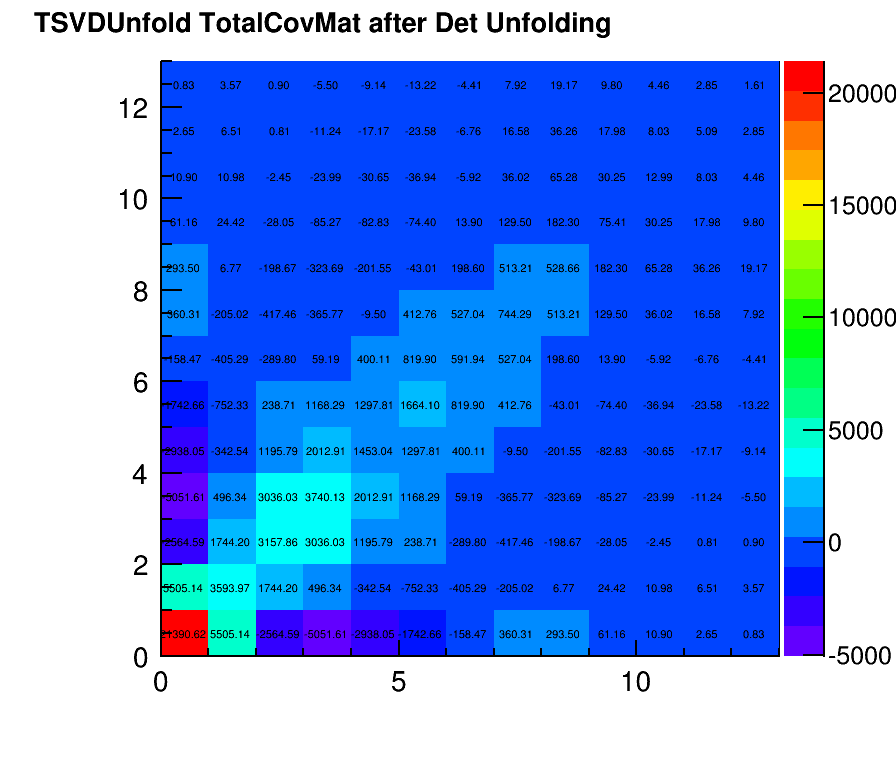 TSVDUnfold TotalCovMat after Det Unfolding
0.83 3.57 0.90 -5.50 -9.14 -13.22 -4.41 7.92 19.17 9.80 4.46 2.85 1.61
20000
12
2.65 6.51 0.81 -11.24 -17.17 -23.58 -6.76 16.58 36.26 17.98 8.03 5.09 2.85
10.90 10.98 -2.45 -23.99 -30.65 -36.94 -5.92 36.02 65.28 30.25 12.99 8.03 4.46
10
15000
61.16 24.42 -28.05 -85.27 -82.83 -74.40 13.90 129.50 182.30 75.41 30.25 17.98 9.80
293.50 6.77 -198.67 -323.69 -201.55 -43.01 198.60 513.21 528.66 182.30 65.28 36.26 19.17
8
360.31 -205.02 -417.46 -365.77 -9.50 412.76 527.04 744.29 513.21 129.50 36.02 16.58 7.92
10000
-158.47 -405.29 -289.80 59.19 400.11 819.90 591.94 527.04 198.60 13.90 -5.92 -6.76 -4.41
6
-1742.66 -752.33 238.71 1168.29 1297.81 1664.10 819.90 412.76 -43.01 -74.40 -36.94 -23.58 -13.22
5000
-2938.05 -342.54 1195.79 2012.91 1453.04 1297.81 400.11 -9.50 -201.55 -82.83 -30.65 -17.17 -9.14
4
-5051.61 496.34 3036.03 3740.13 2012.91 1168.29 59.19 -365.77 -323.69 -85.27 -23.99 -11.24 -5.50
-2564.59 1744.20 3157.86 3036.03 1195.79 238.71 -289.80 -417.46 -198.67 -28.05 -2.45 0.81 0.90
0
2
5505.14 3593.97 1744.20 496.34 -342.54 -752.33 -405.29 -205.02 6.77 24.42 10.98 6.51 3.57
21390.62 5505.14 -2564.59 -5051.61 -2938.05 -1742.66 -158.47 360.31 293.50 61.16 10.90 2.65 0.83
0
-5000
0 5 10